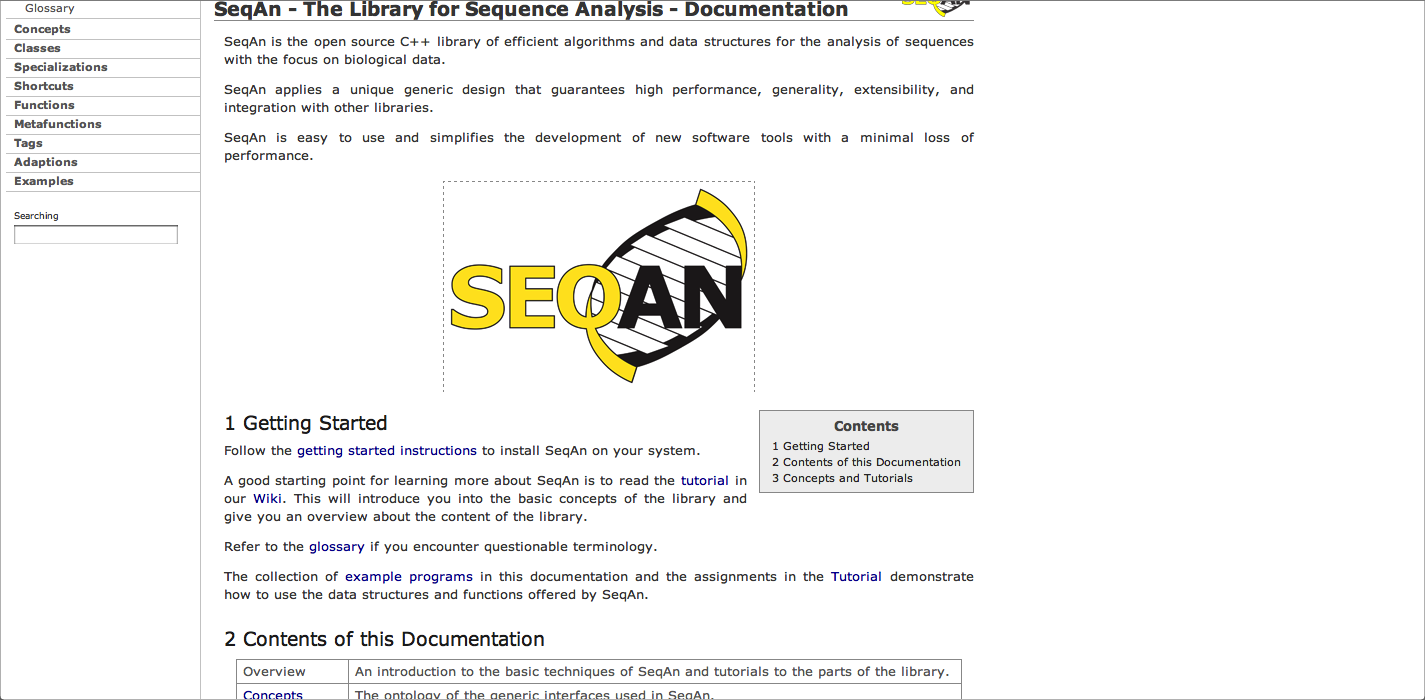 Glossary
Concepts
Classes
Specializations
Shortcuts
Functions
Metafunctions
Tags
Adaptions
Examples
Searching
SeqAn - The Library for Sequence Analysis - Documentation
SeqAn is the open source C++ library of efficient algorithms and data structures for the analysis of sequences
with the focus on biological data.
SeqAn applies a unique generic design that guarantees high performance, generality, extensibility, and
integration with other libraries.
SeqAn is easy to use and simplifies the development of new software tools with a minimal loss of
performance.
SEQAN
1 Getting Started
Follow the getting started instructions to install SeqAn on your system.
A good starting point for learning more about SeqAn is to read the tutorial in
our Wiki. This will introduce you into the basic concepts of the library and
give you an overview about the content of the library.
Refer to the glossary if you encounter questionable terminology.
The collection of example programs in this documentation and the assignments in the Tutorial demonstrate
how to use the data structures and functions offered by SeqAn.
Contents
1 Getting Started
2 Contents of this Documentation
3 Concepts and Tutorials
2 Contents of this Documentation
Overview An introduction to the basic techniques of SeqAn and tutorials to the parts of the library.
Concepts The ontology of the generic interfaces used in SeqAn.